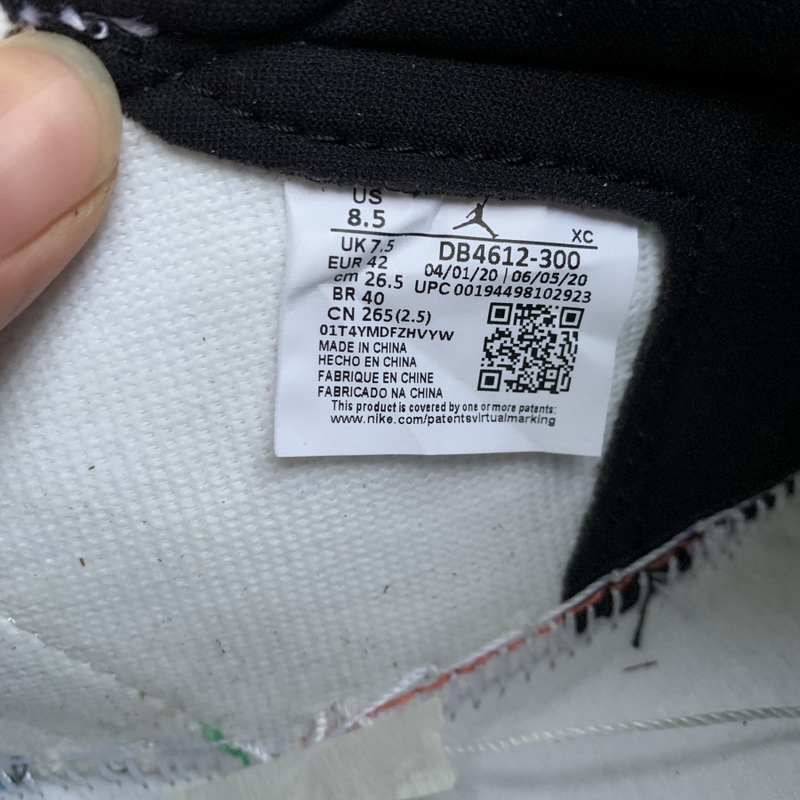 US
8.5
XC
UK 7.5
DB4612-300
EUR 42
04/01/20 | 06/05/20
cm 26.5
UPC 00194498102923
BR 40
CN 265(2.5)
01T4YMDFZHVYW
MADE IN CHINA
HECHO EN CHINA
FABRIQUE EN CHINE
FABRICADO NA CHINA
This product is covered by one or more patents:
www.nike.com/patentsvirtualmarking